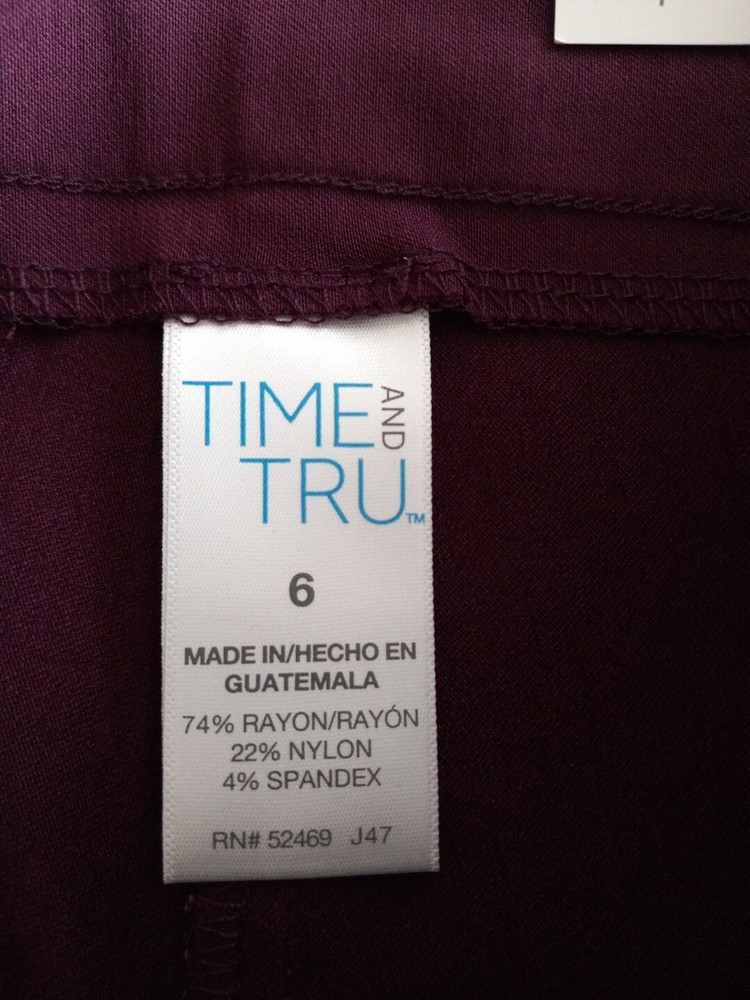 TIME AND
TRU™
6
MADE IN/HECHO EN
GUATEMALA
74% RAYON/RAYÓN
22% NYLON
4% SPANDEX
RN# 52469 J47